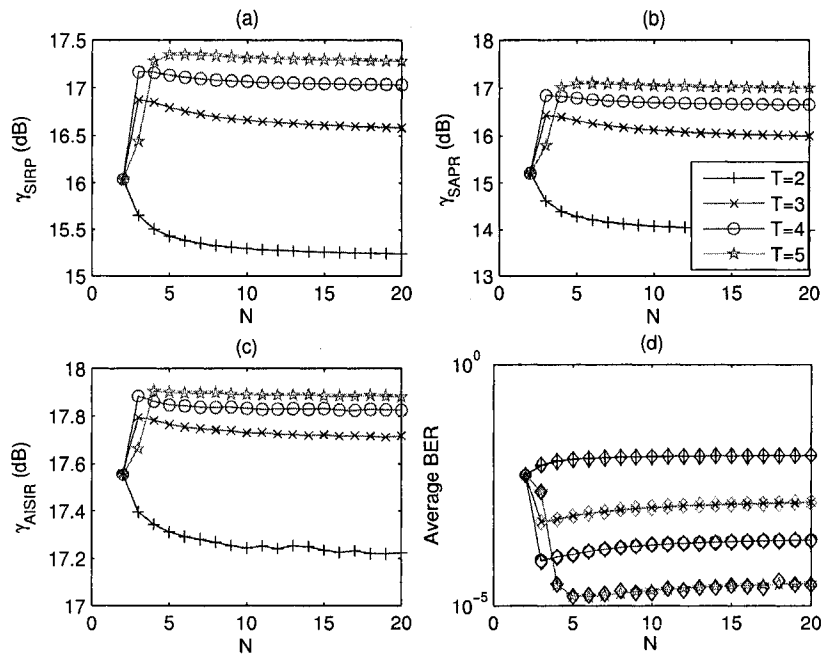 (a)
γSIRP (dB)
17.5
17
16.5
16
15.5
15
0 5 10 15 20
N
(b)
γSAPR (dB)
18
17
16
15
14
13
T=2
T=3
T=4
T=5
0 5 10 15 20
N
(c)
γAISIR (dB)
18
17.8
17.6
17.4
17.2
17
0 5 10 15 20
N
(d)
Average BER
10^0
10^-5
0 5 10 15 20
N